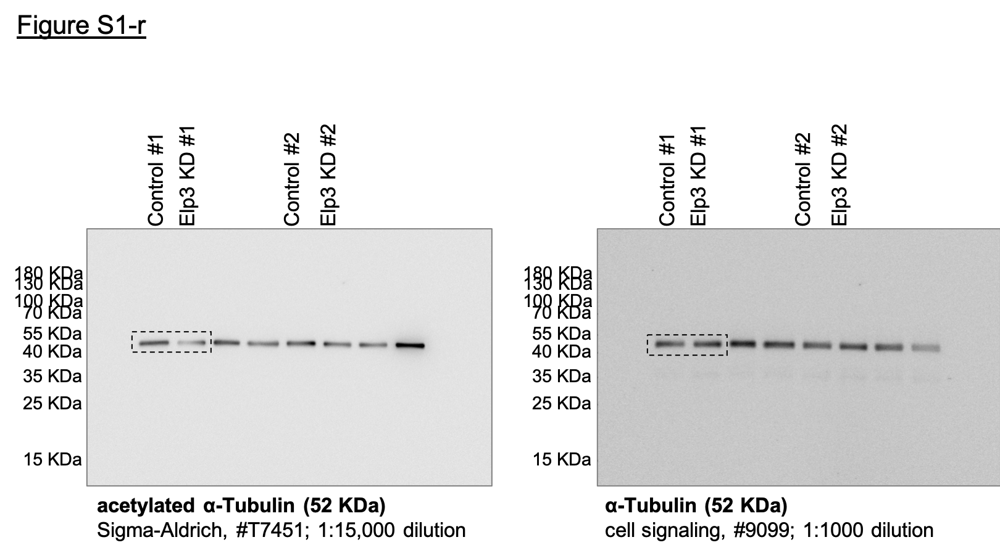 Figure S1-r
Control #1
Elp3 KD #1
Control #2
Elp3 KD #2
180 KDa
130 KDa
100 KDa
70 KDa
55 KDa
40 KDa
35 KDa
25 KDa
15 KDa
acetylated α-Tubulin (52 KDa)
Sigma-Aldrich, #T7451; 1:15,000 dilution
Control #1
Elp3 KD #1
Control #2
Elp3 KD #2
180 KDa
130 KDa
100 KDa
70 KDa
55 KDa
40 KDa
35 KDa
25 KDa
15 KDa
α-Tubulin (52 KDa)
cell signaling, #9099; 1:1000 dilution